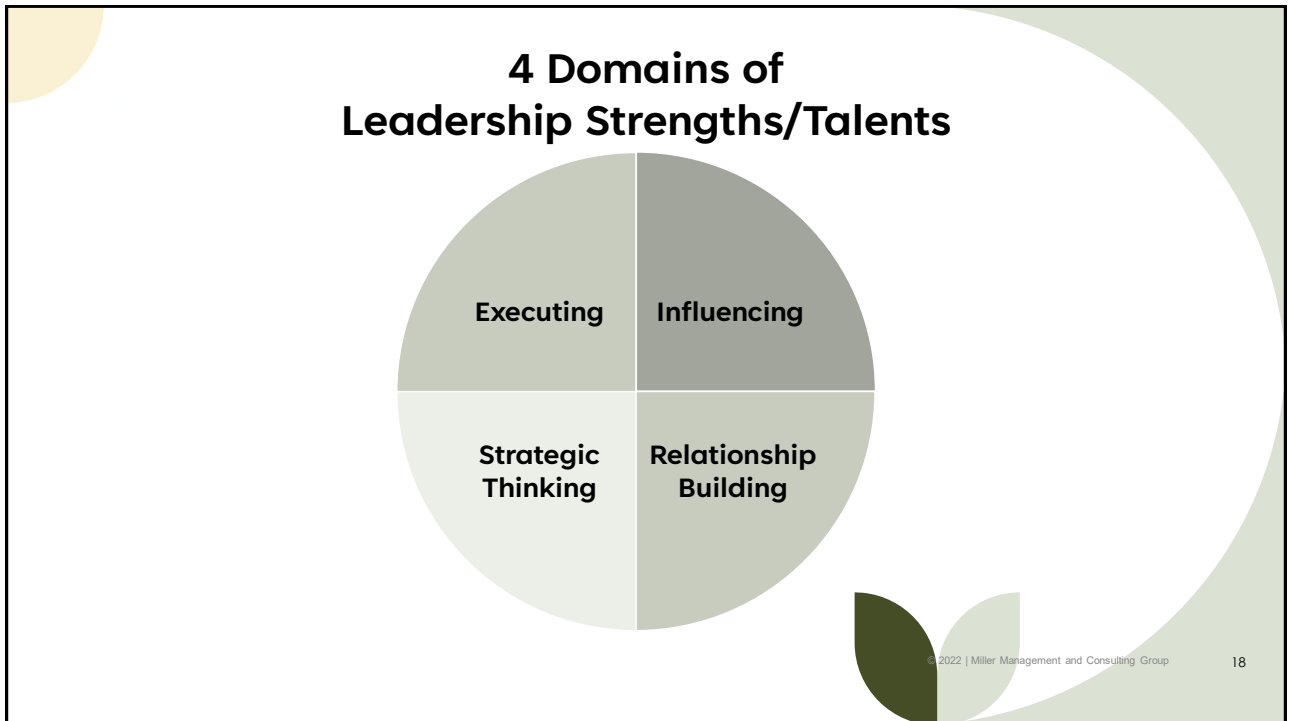 4 Domains of
Leadership Strengths/Talents
Executing
Influencing
Strategic
Thinking
Relationship
Building
© 2022 | Miller Management and Consulting Group
18